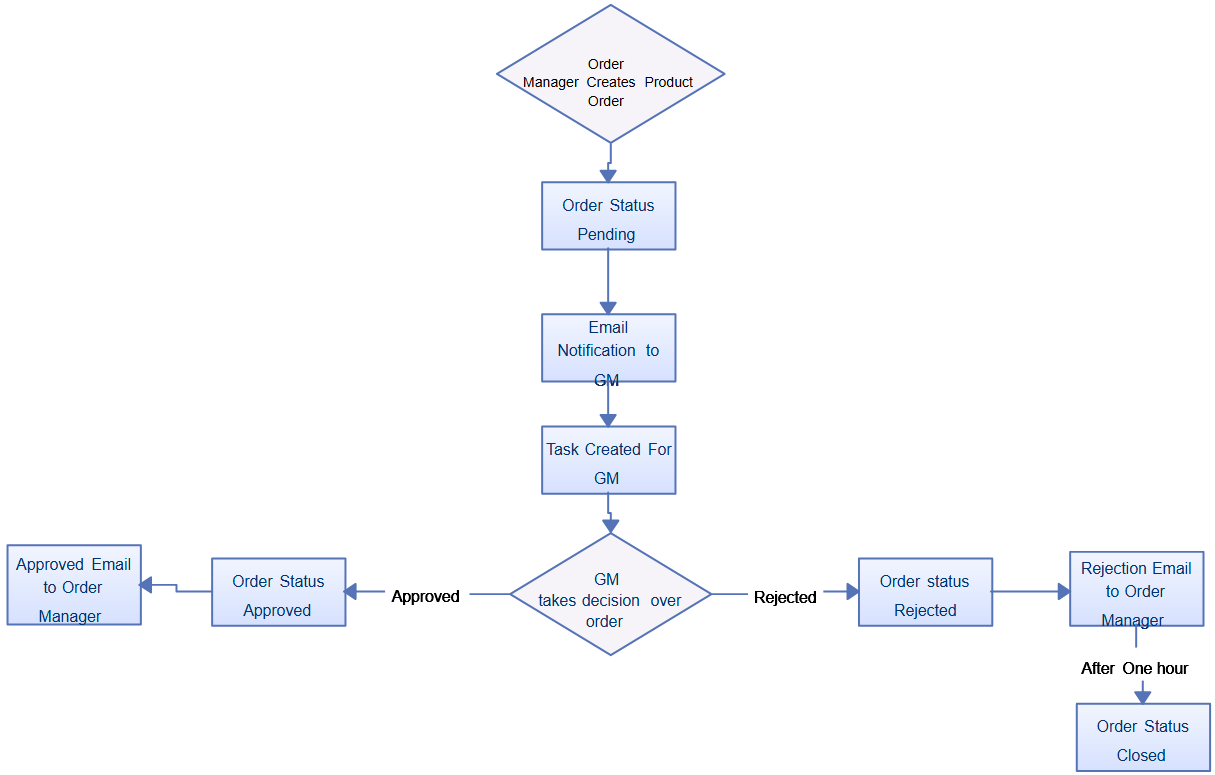 Order
Manager Creates Product
Order
Order Status
Pending
Email
Notification to
GM
Task Created For
GM
GM
takes decision over
order
Approved
Order Status
Approved
Approved Email
to Order
Manager
Rejected
Order status
Rejected
Rejection Email
to Order
Manager
After One hour
Order Status
Closed